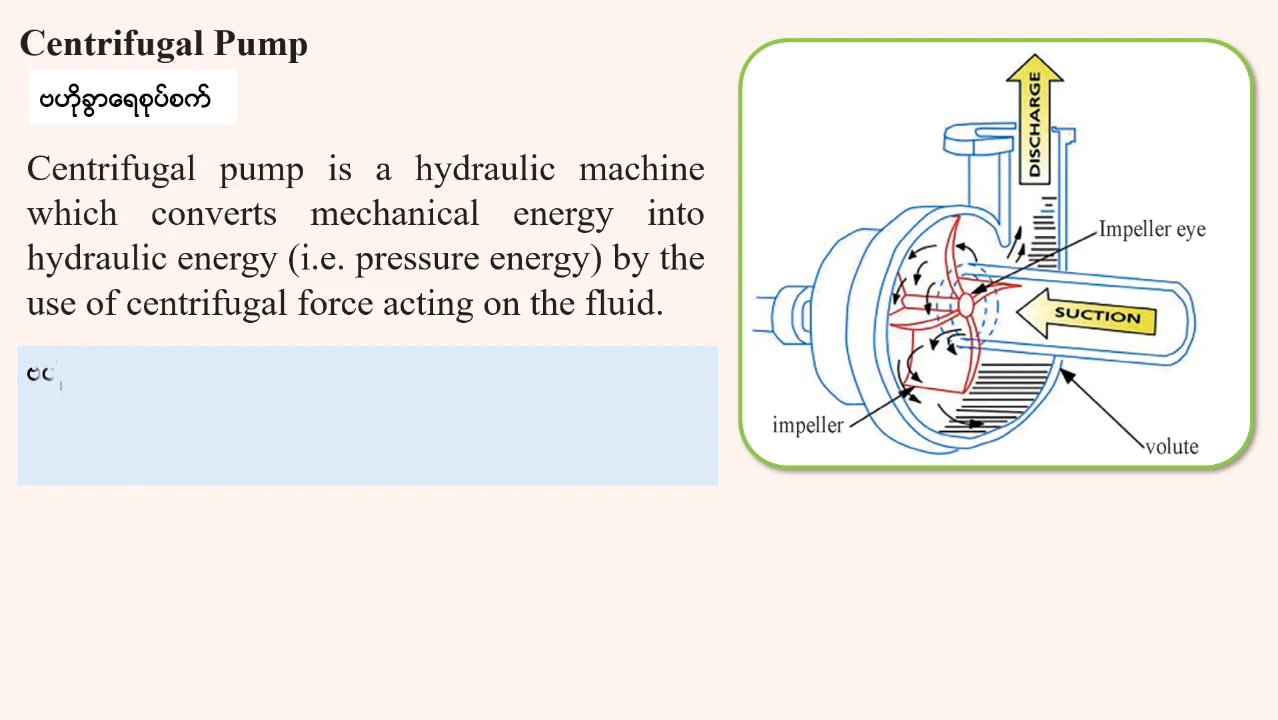 Centrifugal Pump
ဗဟိုခွာရေစုပ်စက်
Centrifugal pump is a hydraulic machine
which converts mechanical energy into
hydraulic energy (i.e. pressure energy) by the
use of centrifugal force acting on the fluid.
DISCHARGE
Impeller eye
SUCTION
impeller
volute